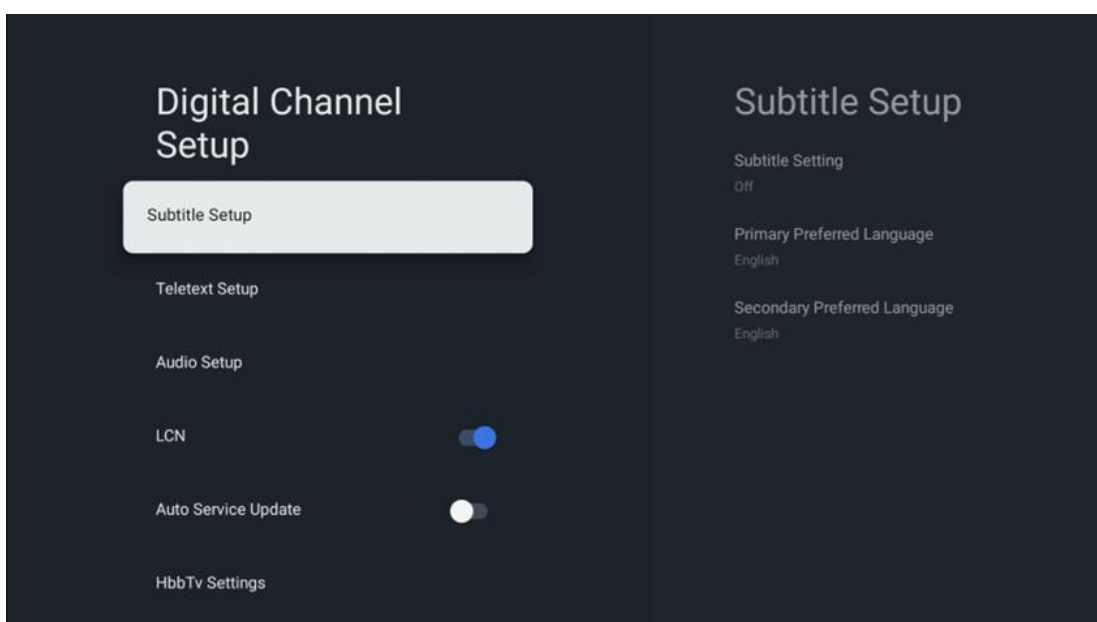 Digital Channel
Setup
Subtitle Setup
Teletext Setup
Audio Setup
LCN
Auto Service Update
HbbTv Settings
Subtitle Setup
Subtitle Setting
Off
Primary Preferred Language
English
Secondary Preferred Language
English